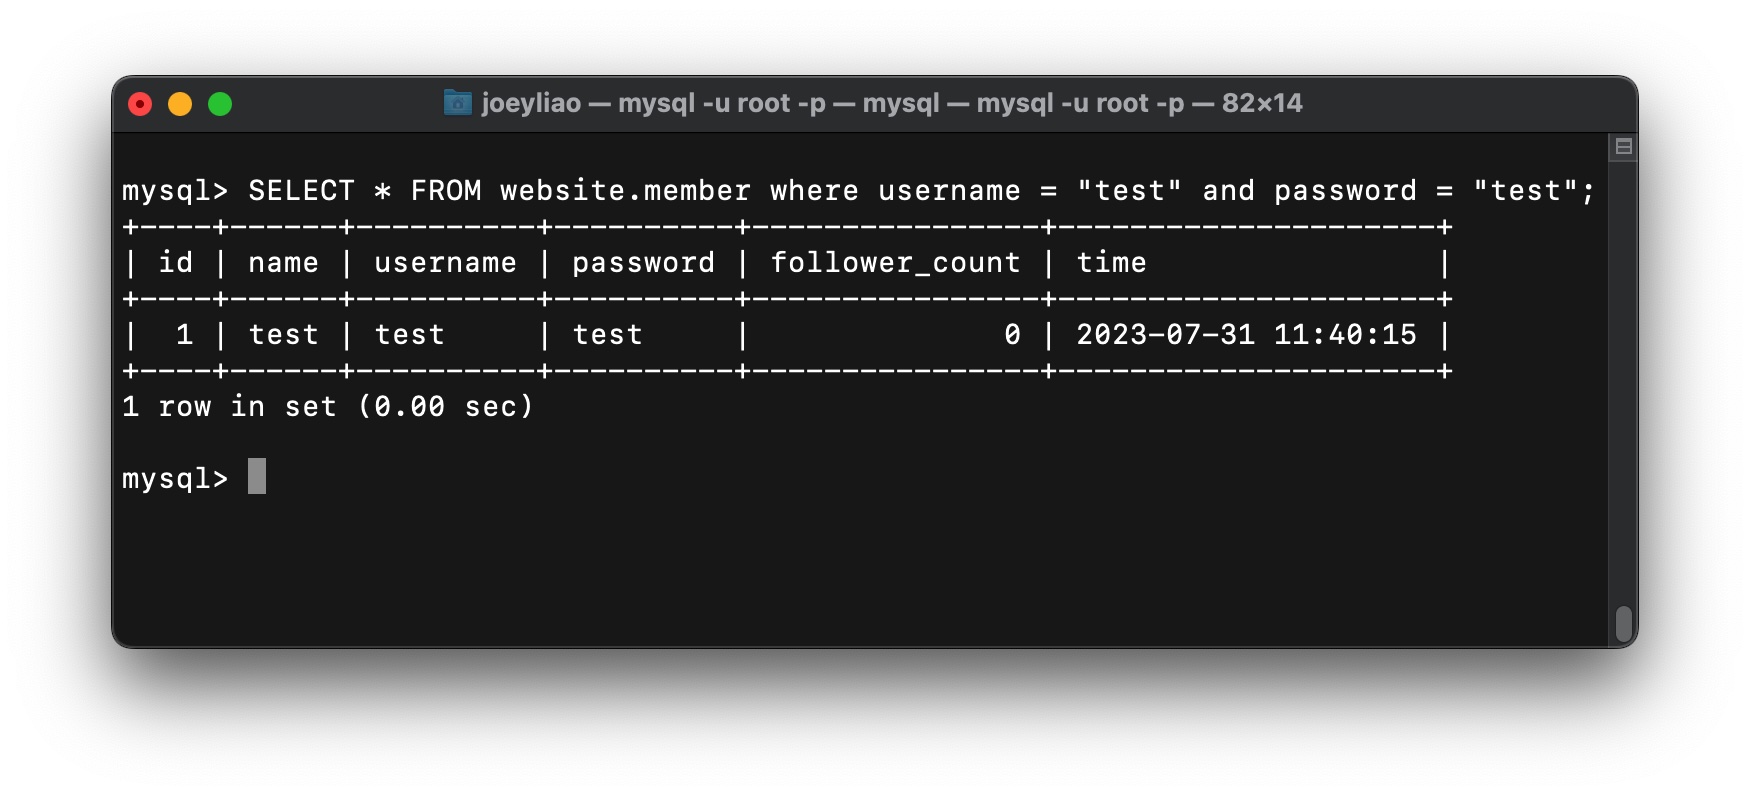 joeyliao — mysql -u root -p — mysql — mysql -u root -p — 82×14
mysql> SELECT * FROM website.member where username = "test" and password = "test";
+----+------+----------+----------+----------------+---------------------+
| id | name | username | password | follower_count | time                |
+----+------+----------+----------+----------------+---------------------+
|  1 | test | test     | test     |              0 | 2023-07-31 11:40:15 |
+----+------+----------+----------+----------------+---------------------+
1 row in set (0.00 sec)
mysql>